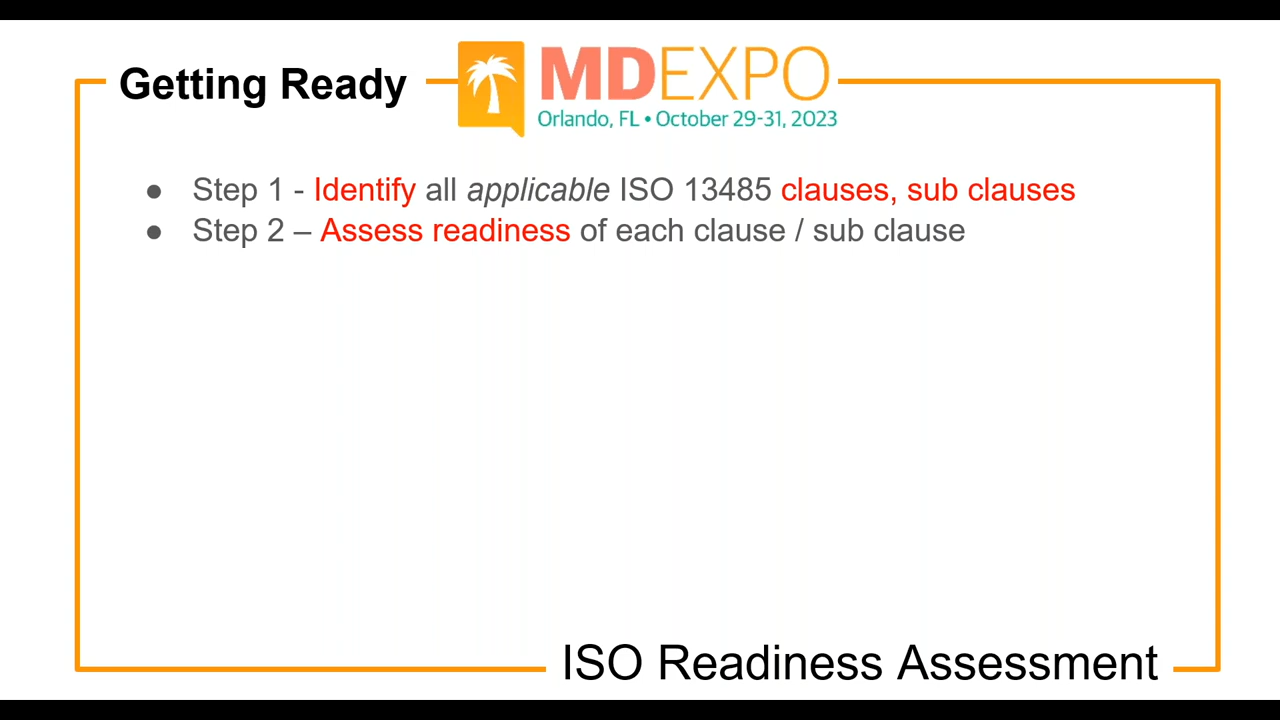 Getting Ready
MDEXPO
Orlando, FL • October 29-31, 2023
● Step 1 - Identify all applicable ISO 13485 clauses, sub clauses
● Step 2 – Assess readiness of each clause / sub clause
ISO Readiness Assessment